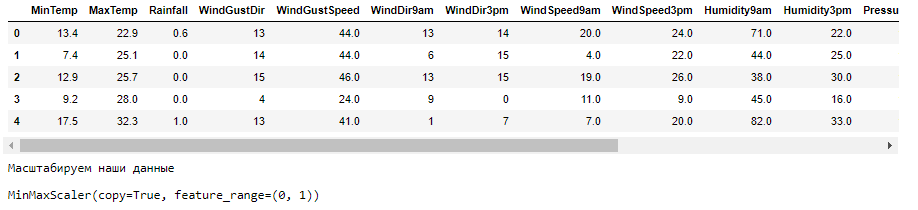 MinTemp MaxTemp Rainfall WindGustDir WindGustSpeed WindDir9am WindDir3pm WindSpeed9am WindSpeed3pm Humidity9am Humidity3pm Pressu
0 13.4 22.9 0.6 13 44.0 13 14 20.0 24.0 71.0 22.0
1 7.4 25.1 0.0 14 44.0 6 15 4.0 22.0 44.0 25.0
2 12.9 25.7 0.0 15 46.0 13 15 19.0 26.0 38.0 30.0
3 9.2 28.0 0.0 4 24.0 9 0 11.0 9.0 45.0 16.0
4 17.5 32.3 1.0 13 41.0 1 7 7.0 20.0 82.0 33.0
Масштабируем наши данные
MinMaxScaler(copy=True, feature_range=(0, 1))